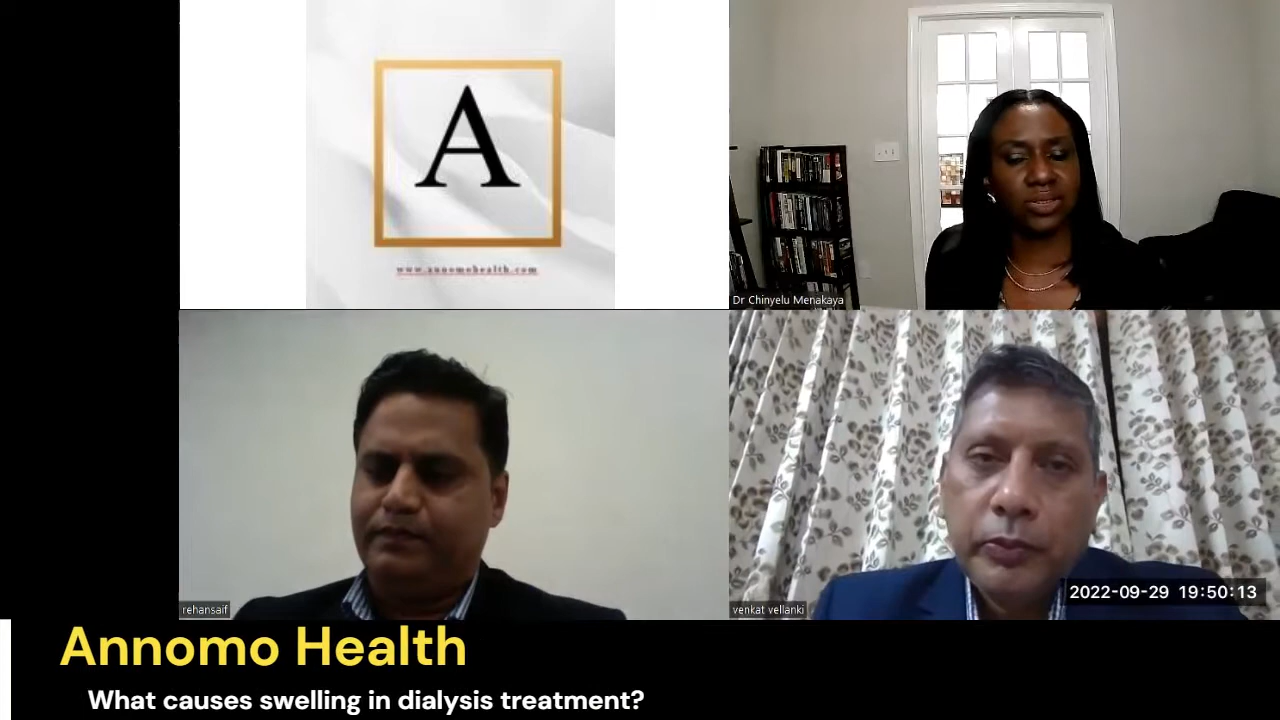 A
www.annomohealth.com
Dr Chinyelu Menakaya
rehansaif
venkat vellanki
2022-09-29 19:50:13
Annomo Health
What causes swelling in dialysis treatment?